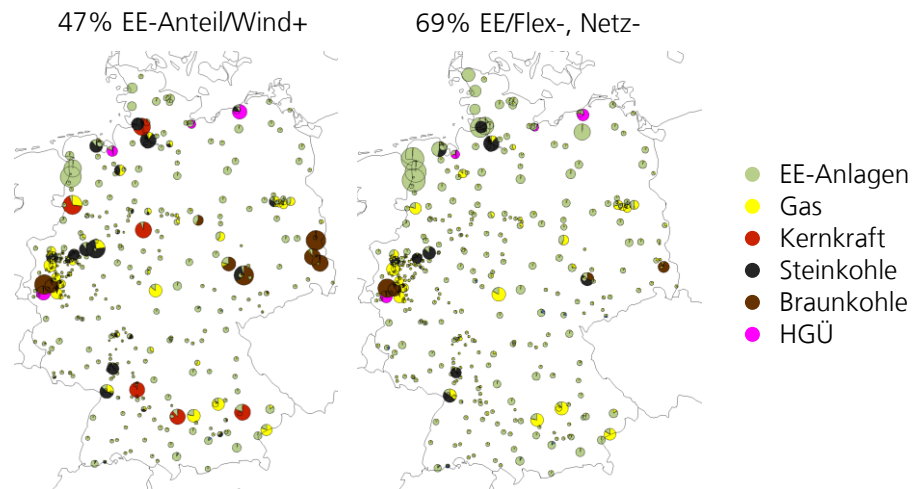 47% EE-Anteil/Wind+
69% EE/Flex-, Netz-
EE-Anlagen
Gas
Kernkraft
Steinkohle
Braunkohle
HGÜ